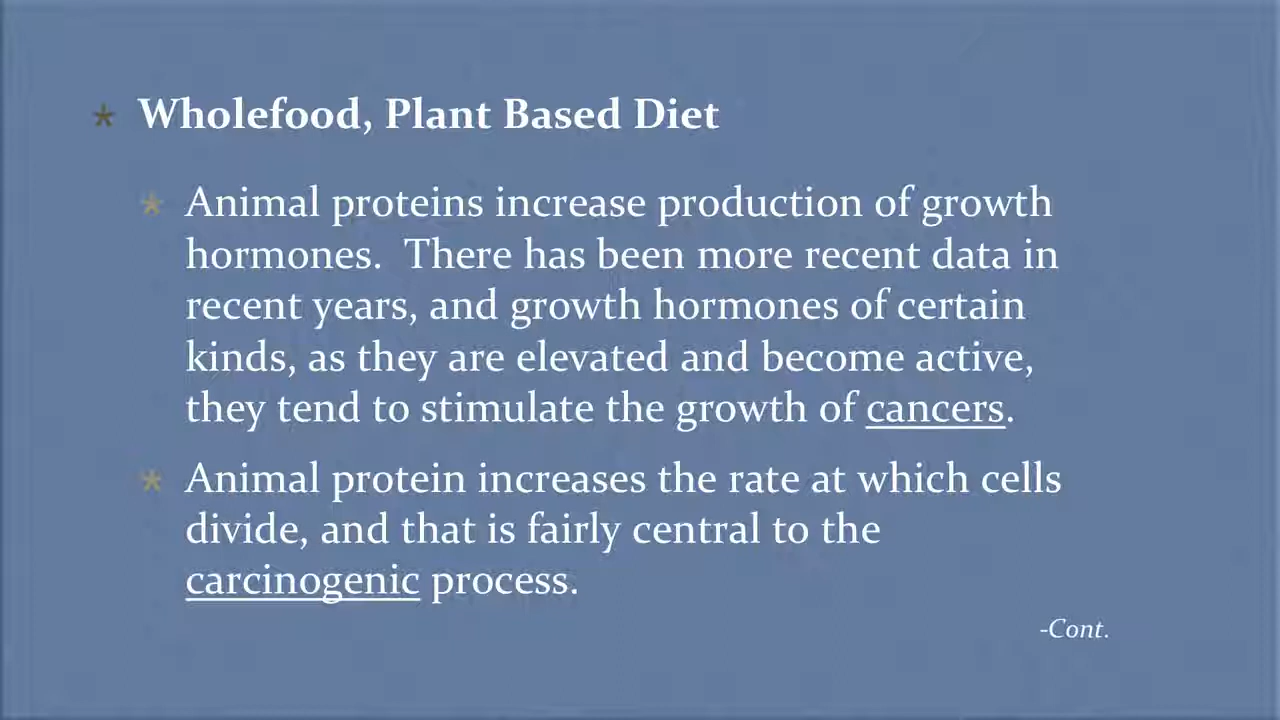 * Wholefood, Plant Based Diet
* Animal proteins increase production of growth
hormones.  There has been more recent data in
recent years, and growth hormones of certain
kinds, as they are elevated and become active,
they tend to stimulate the growth of cancers.
* Animal protein increases the rate at which cells
divide, and that is fairly central to the
carcinogenic process.
-Cont.